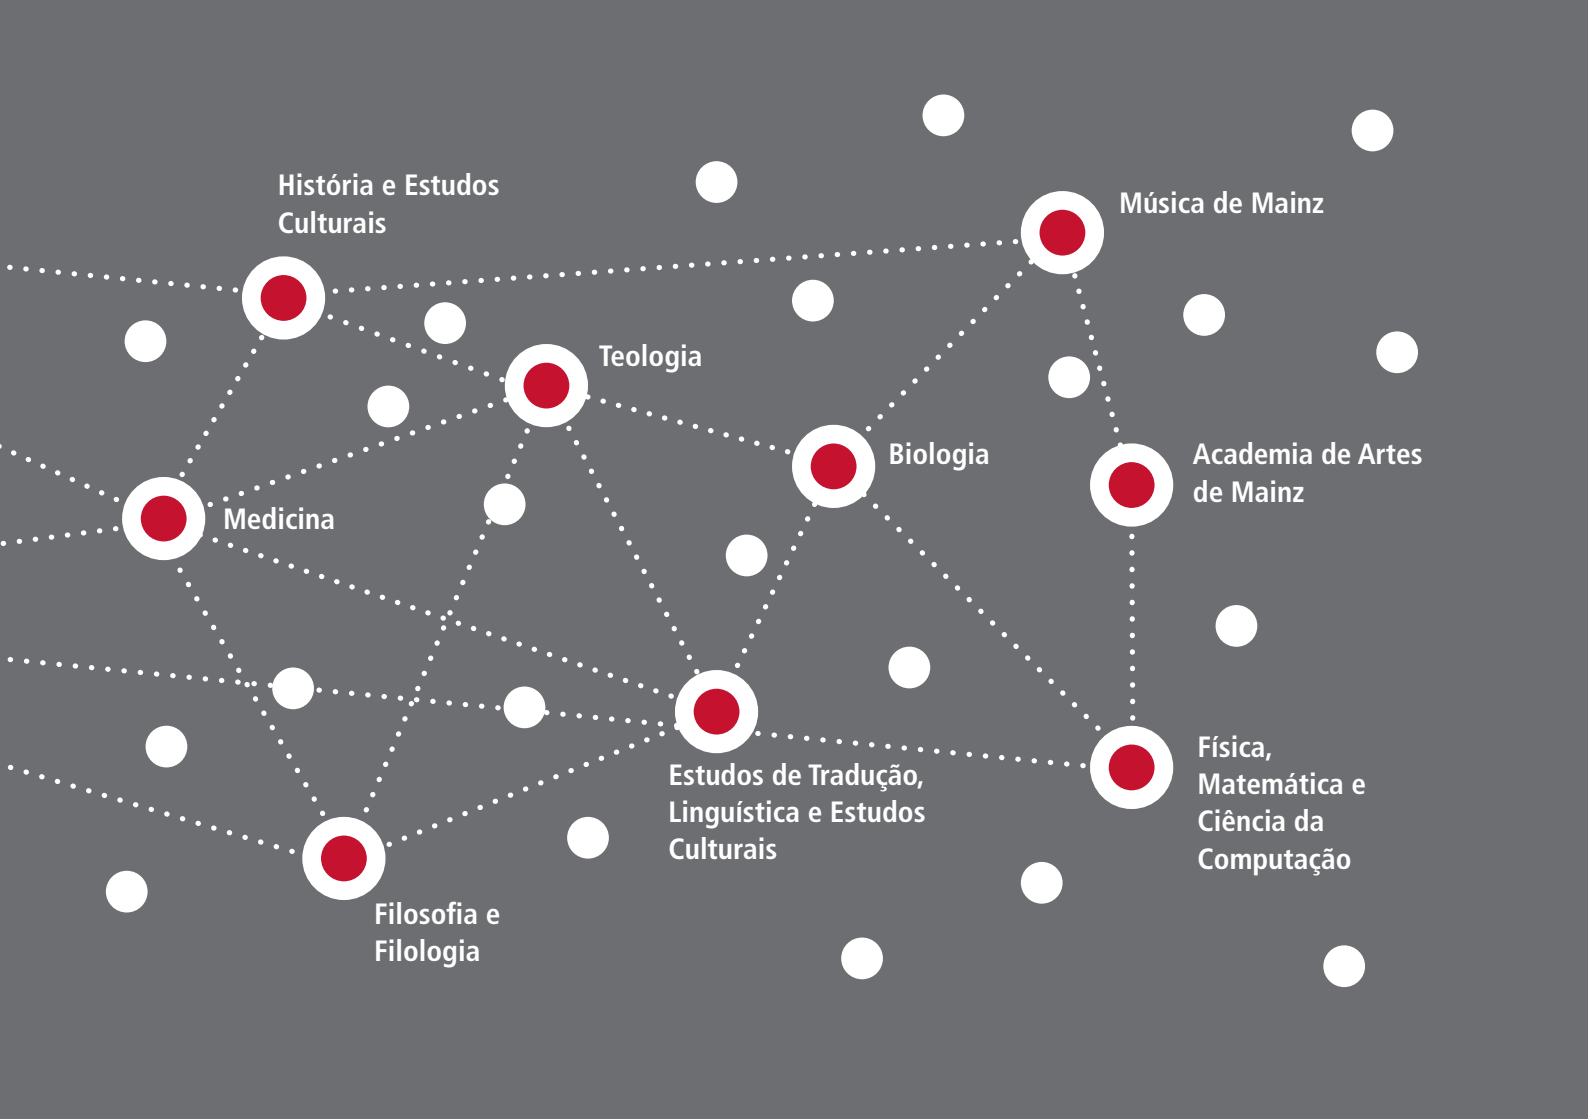 História e Estudos
Culturais
Música de Mainz
Teologia
Biologia
Academia de Artes
de Mainz
Medicina
Estudos de Tradução,
Linguística e Estudos
Culturais
Física,
Matemática e
Ciência da
Computação
Filosofia e
Filologia